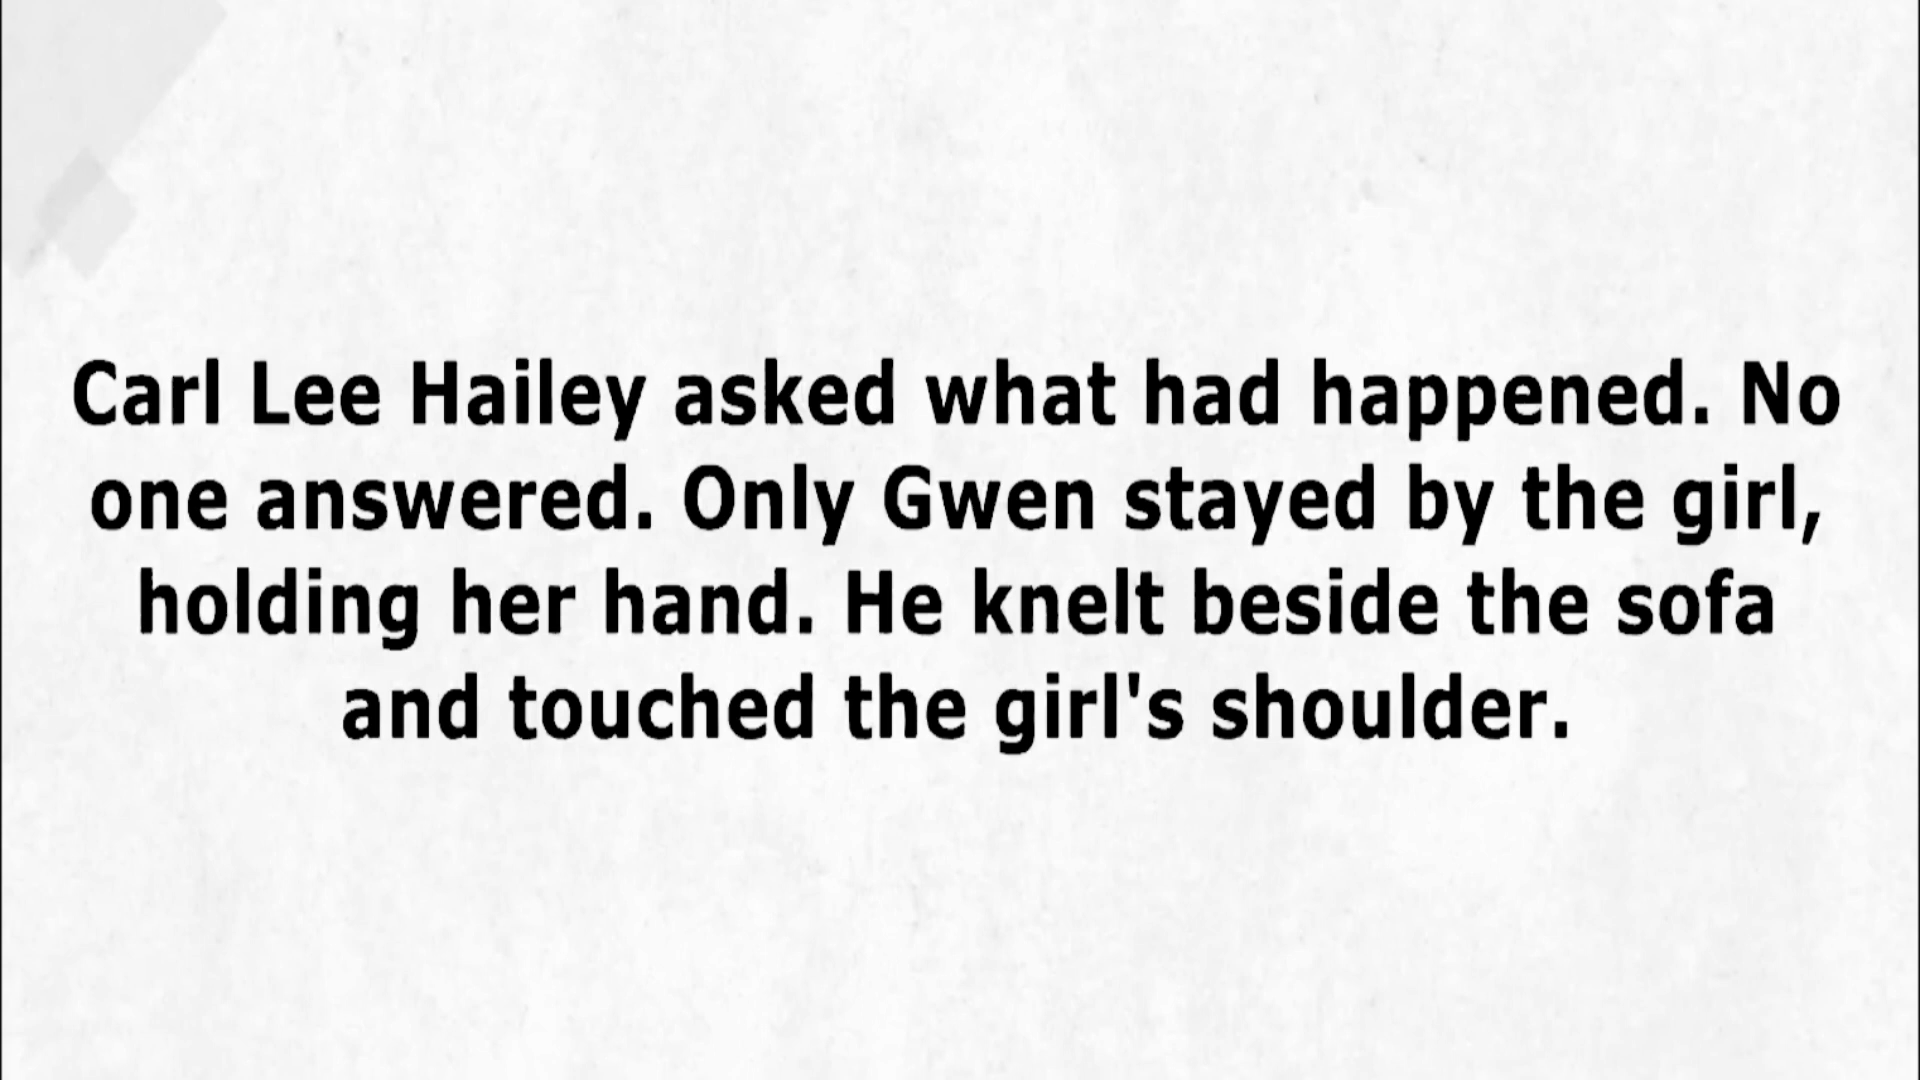 Carl Lee Hailey asked what had happened. No
one answered. Only Gwen stayed by the girl,
holding her hand. He knelt beside the sofa
and touched the girl's shoulder.